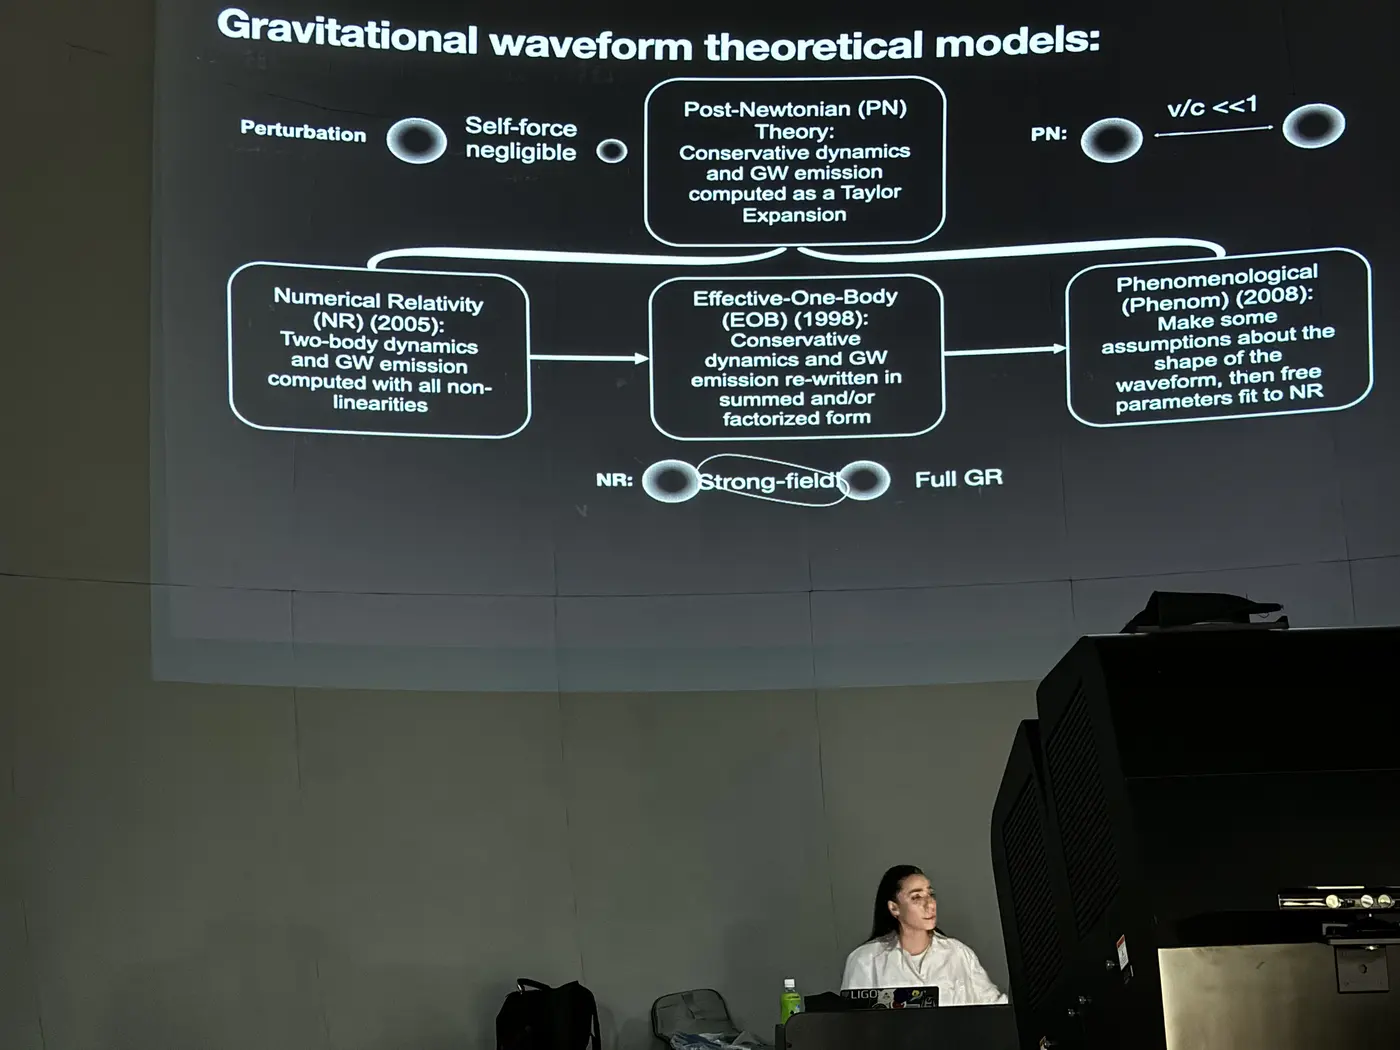 Gravitational waveform theoretical models:
Perturbation
Self-force
negligible
Post-Newtonian (PN)
Theory:
Conservative dynamics
and GW emission
computed as a Taylor
Expansion
PN:
v/c <<1
Numerical Relativity
(NR) (2005):
Two-body dynamics
and GW emission
computed with all non-
linearities
Effective-One-Body
(EOB) (1998):
Conservative
dynamics and GW
emission re-written in
summed and/or
factorized form
Phenomenological
(Phenom) (2008):
Make some
assumptions about the
shape of the
waveform, then free
parameters fit to NR
NR:
Strong-field!
Full GR
LIGO